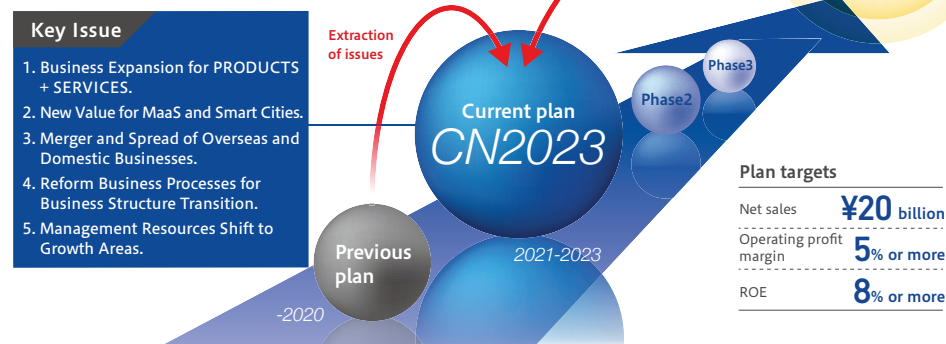 Key Issue
1. Business Expansion for PRODUCTS
+ SERVICES.
2. New Value for MaaS and Smart Cities.
3. Merger and Spread of Overseas and
Domestic Businesses.
4. Reform Business Processes for
Business Structure Transition.
5. Management Resources Shift to
Growth Areas.
Extraction
of issues
Previous
plan
-2020
Current plan
CN2023
2021-2023
Phase2
Phase3
Plan targets
Net sales ¥20 billion
Operating profit
margin 5% or more
ROE 8% or more